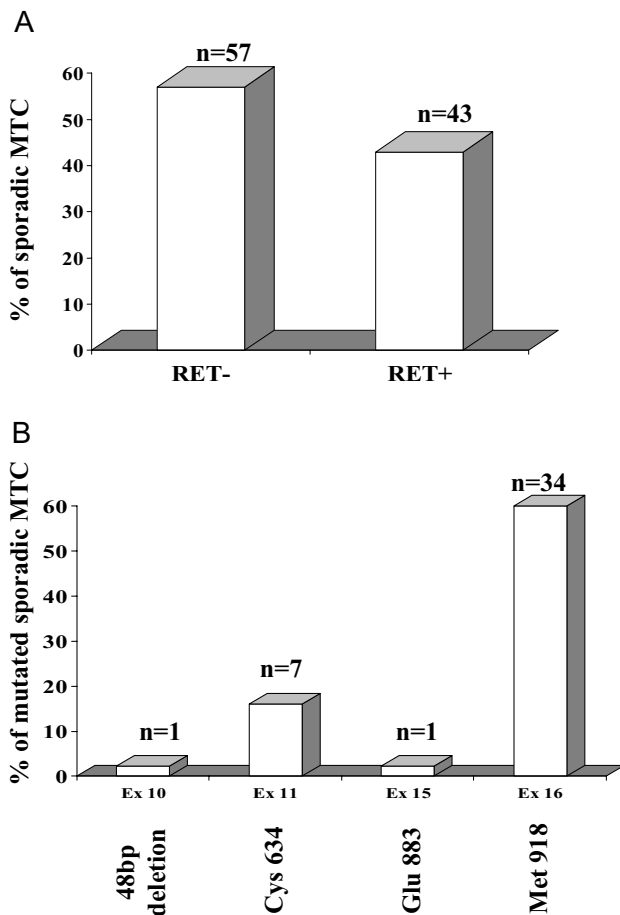 A
n=57
n=43
% of sporadic MTC
60
50
40
30
20
10
0
RET-
RET+
B
n=34
n=7
n=1
n=1
% of mutated sporadic MTC
60
50
40
30
20
10
0
Ex 10
Ex 11
Ex 15
Ex 16
48bp
deletion
Cys 634
Glu 883
Met 918